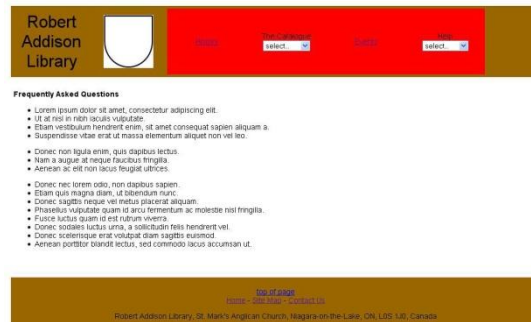 Robert
Addison
Library
Home
The Catalogue
select...
Events
Help
select...
Frequently Asked Questions
Lorem ipsum dolor sit amet, consectetur adipiscing elit.
Ut at nisl in nibh iaculis vulputate.
Etiam vestibulum hendrerit enim, sit amet consequat sapien aliquam a.
Suspendisse vitae erat ut massa elementum aliquet non vel leo.
Donec non ligula enim, quis dapibus lectus.
Nam a augue at neque faucibus fringilla.
Aenean ac elit non lacus feugiat ultrices.
Donec nec lorem odio, non dapibus sapien.
Etiam quis magna diam, ut bibendum nunc.
Donec sagittis neque vel metus placerat aliquam.
Phasellus vulputate quam id arcu fermentum ac molestie nisl fringilla.
Fusce luctus quam id est rutrum viverra.
Donec sodales luctus urna, a sollicitudin felis hendrerit vel.
Donec scelerisque erat volutpat diam sagittis euismod.
Aenean porttitor blandit lectus, sed commodo lacus accumsan ut.
top of page
Home - Site Map - Contact Us
Robert Addison Library, St. Mark's Anglican Church, Niagara-on-the-Lake, ON, L0S 1J0, Canada